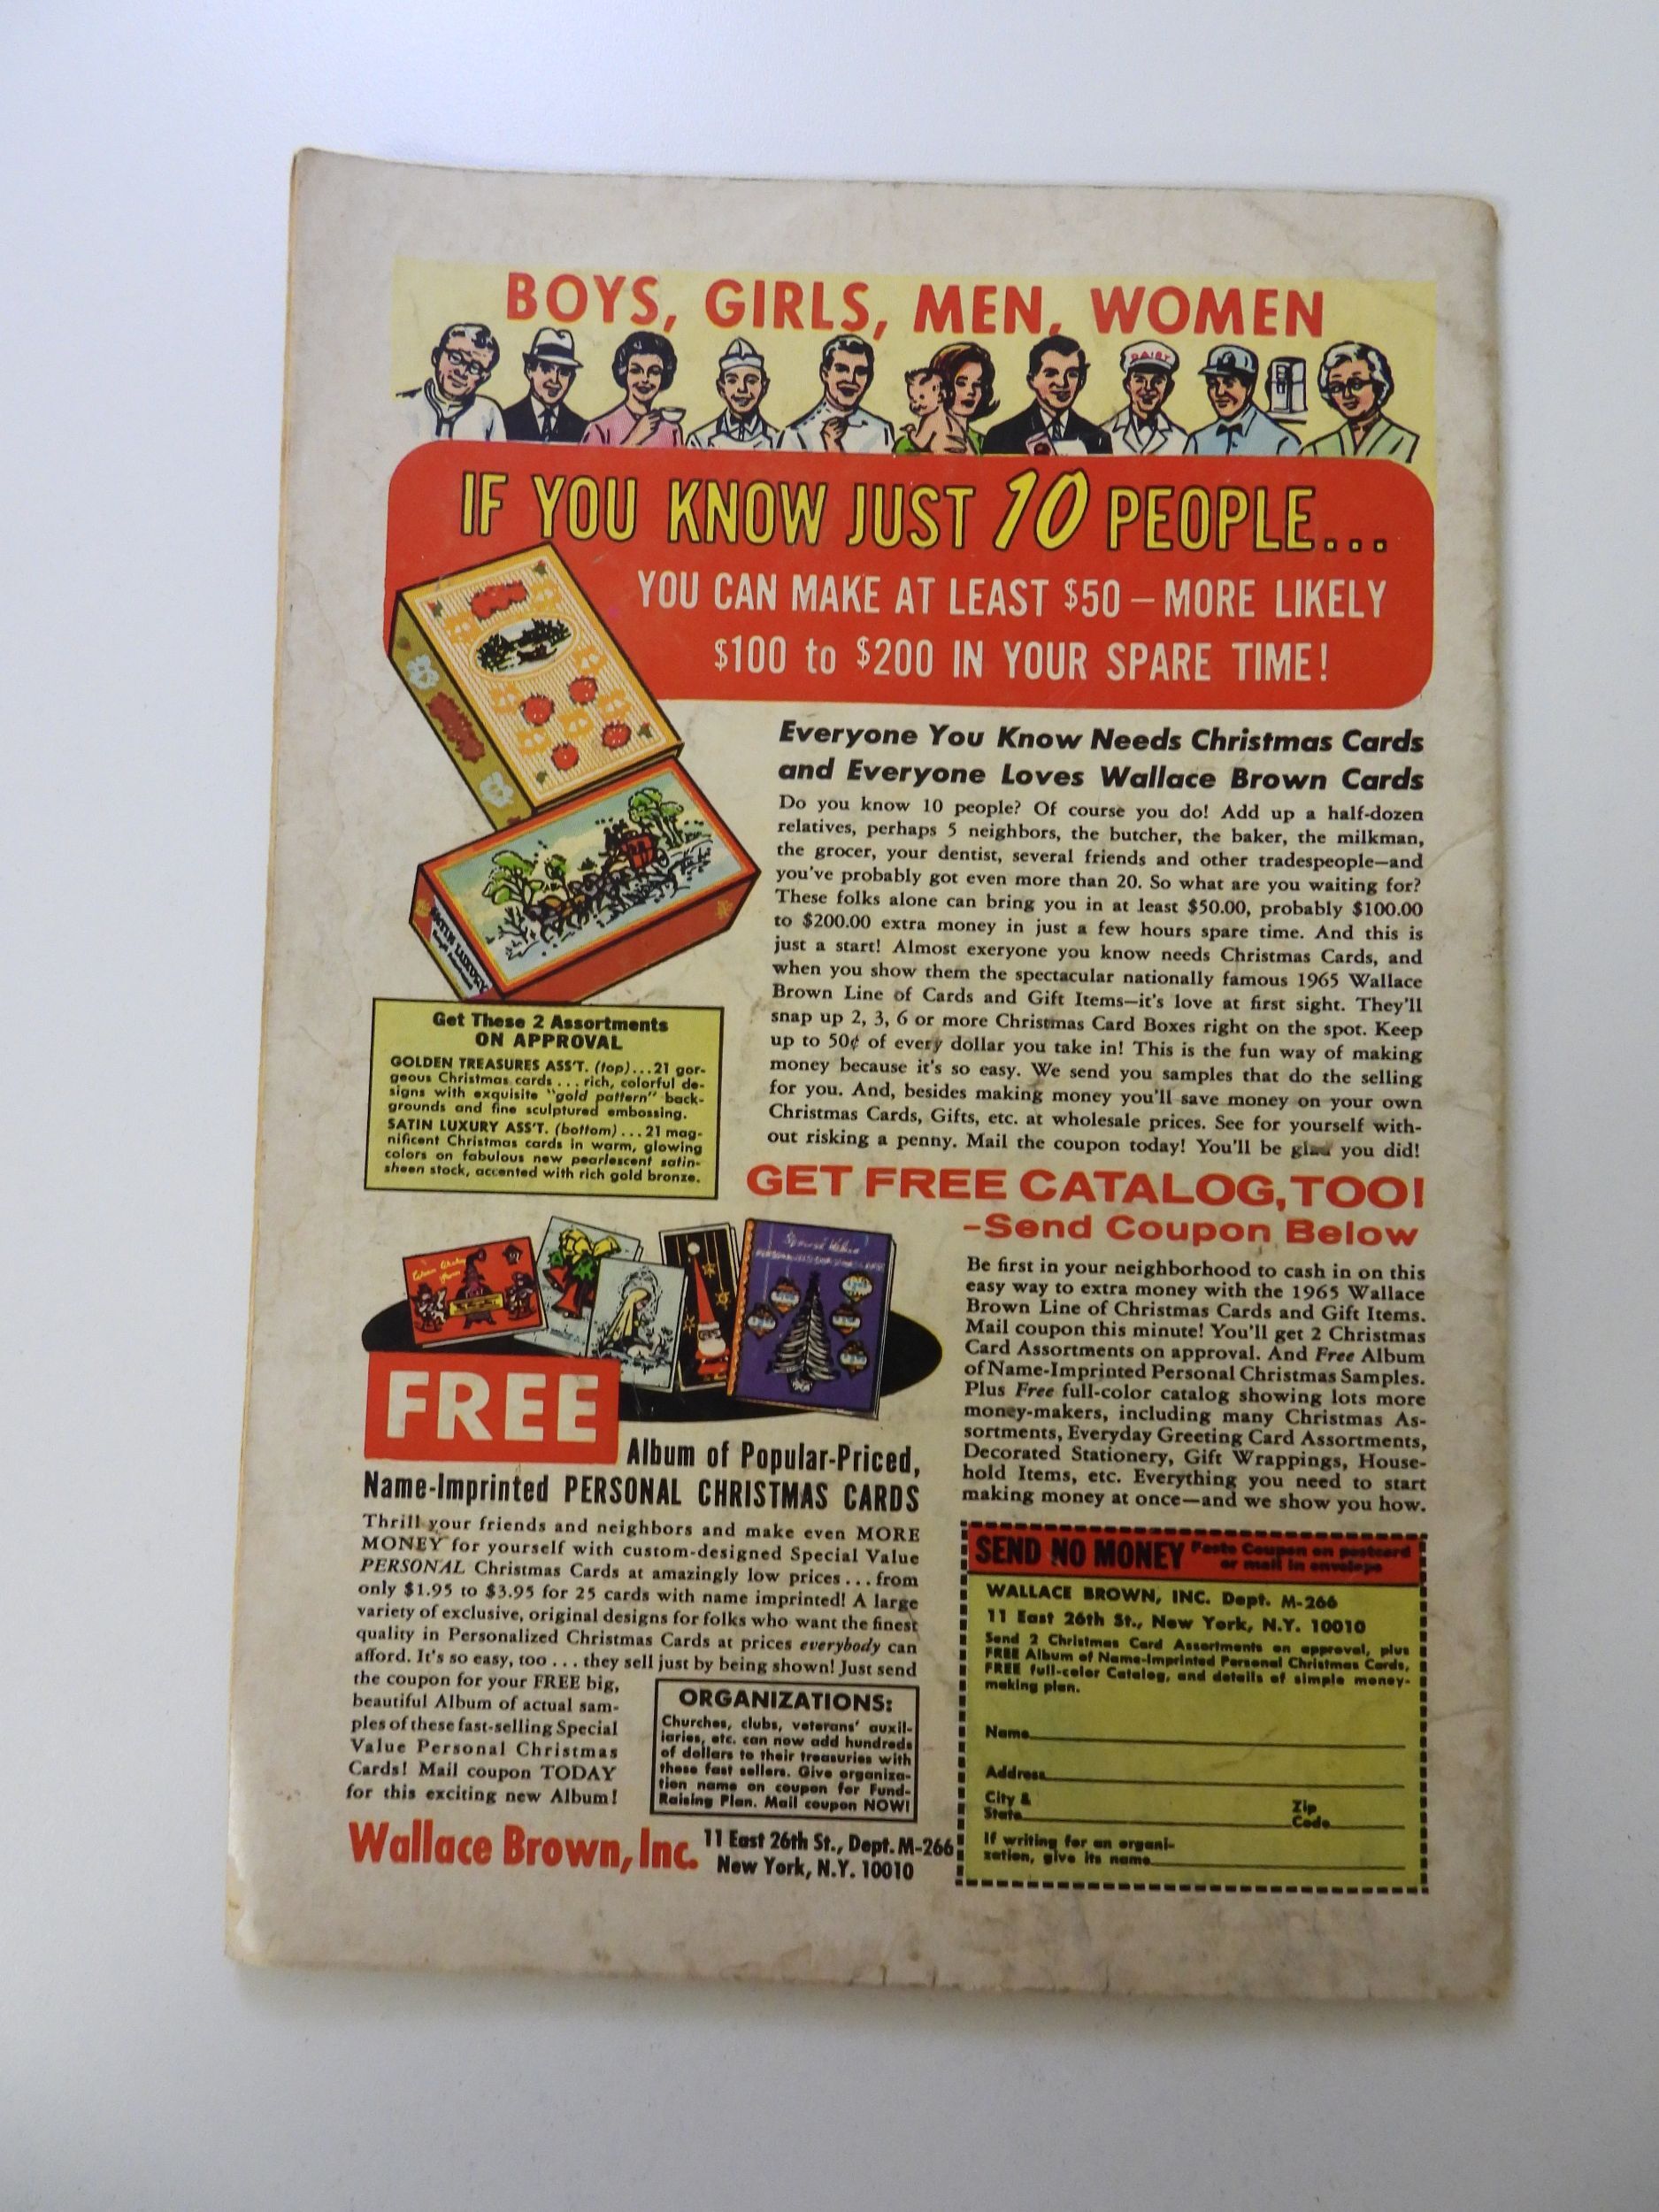 BOYS, GIRLS, MEN, WOMEN
DAIRY
IF YOU KNOW JUST 10 PEOPLE...
YOU CAN MAKE AT LEAST $50 – MORE LIKELY
$100 to $200 IN YOUR SPARE TIME!
Everyone You Know Needs Christmas Cards
and Everyone Loves Wallace Brown Cards
Do you know 10 people? Of course you do! Add up a half-dozen
relatives, perhaps 5 neighbors, the butcher, the baker, the milkman,
the grocer, your dentist, several friends and other tradespeople—and
you've probably got even more than 20. So what are you waiting for?
These folks alone can bring you in at least $50.00, probably $100.00
to $200.00 extra money in just a few hours spare time. And this is
just a start! Almost exeryone you know needs Christmas Cards, and
when you show them the spectacular nationally famous 1965 Wallace
Brown Line of Cards and Gift Items—it's love at first sight. They'll
snap up 2, 3, 6 or more Christmas Card Boxes right on the spot. Keep
up to 50¢ of every dollar you take in! This is the fun way of making
money because it's so easy. We send you samples that do the selling
for you. And, besides making money you'll save money on your own
Christmas Cards, Gifts, etc. at wholesale prices. See for yourself with-
out risking a penny. Mail the coupon today! You'll be glad you did!
SATIN LUXURY
Get These 2 Assortments
ON APPROVAL
GOLDEN TREASURES ASS'T. (top)...21 gor-
geous Christmas cards ... rich, colorful de-
signs with exquisite "gold pattern" back-
grounds and fine sculptured embossing.
SATIN LUXURY ASS'T. (bottom)...21 mag-
nificent Christmas cards in warm, glowing
colors on fabulous new pearlescent satin-
sheen stock, accented with rich gold bronze.
GET FREE CATALOG, TOO!
–Send Coupon Below
Be first in your neighborhood to cash in on this
easy way to extra money with the 1965 Wallace
Brown Line of Christmas Cards and Gift Items.
Mail coupon this minute! You'll get 2 Christmas
Card Assortments on approval. And Free Album
of Name-Imprinted Personal Christmas Samples.
Plus Free full-color catalog showing lots more
money-makers, including many Christmas As-
sortments, Everyday Greeting Card Assortments,
Decorated Stationery, Gift Wrappings, House-
hold Items, etc. Everything you need to start
making money at once—and we show you how.
Special Value
FREE
Album of Popular-Priced,
Name-Imprinted PERSONAL CHRISTMAS CARDS
Thrill your friends and neighbors and make even MORE
MONEY for yourself with custom-designed Special Value
PERSONAL Christmas Cards at amazingly low prices...from
only $1.95 to $3.95 for 25 cards with name imprinted! A large
variety of exclusive, original designs for folks who want the finest
quality in Personalized Christmas Cards at prices everybody can
afford. It's so easy, too...they sell just by being shown! Just send
the coupon for your FREE big,
beautiful Album of actual sam-
ples of these fast-selling Special
Value Personal Christmas
Cards! Mail coupon TODAY
for this exciting new Album!
ORGANIZATIONS:
Churches, clubs, veterans' auxil-
iaries, etc. can now add hundreds
of dollars to their treasuries with
these fast sellers. Give organiza-
tion name on coupon for Fund-
Raising Plan. Mail coupon NOW!
Wallace Brown, Inc. 11 East 26th St., Dept. M-266
New York, N.Y. 10010
SEND NO MONEY Paste Coupon on postcard
or mail in envelope
WALLACE BROWN, INC. Dept. M-266
11 East 26th St., New York, N.Y. 10010
Send 2 Christmas Card Assortments on approval, plus
FREE Album of Name-Imprinted Personal Christmas Cards,
FREE full-color Catalog, and details of simple money-
making plan.
Name
Address
City &
State
Zip
Code
If writing for an organi-
zation, give its name